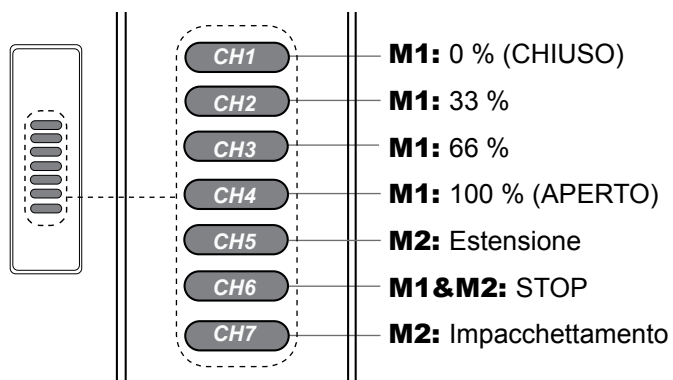 CH1 M1: 0 % (CHIUSO)
CH2 M1: 33 %
CH3 M1: 66 %
CH4 M1: 100 % (APERTO)
CH5 M2: Estensione
CH6 M1&M2: STOP
CH7 M2: Impacchettamento